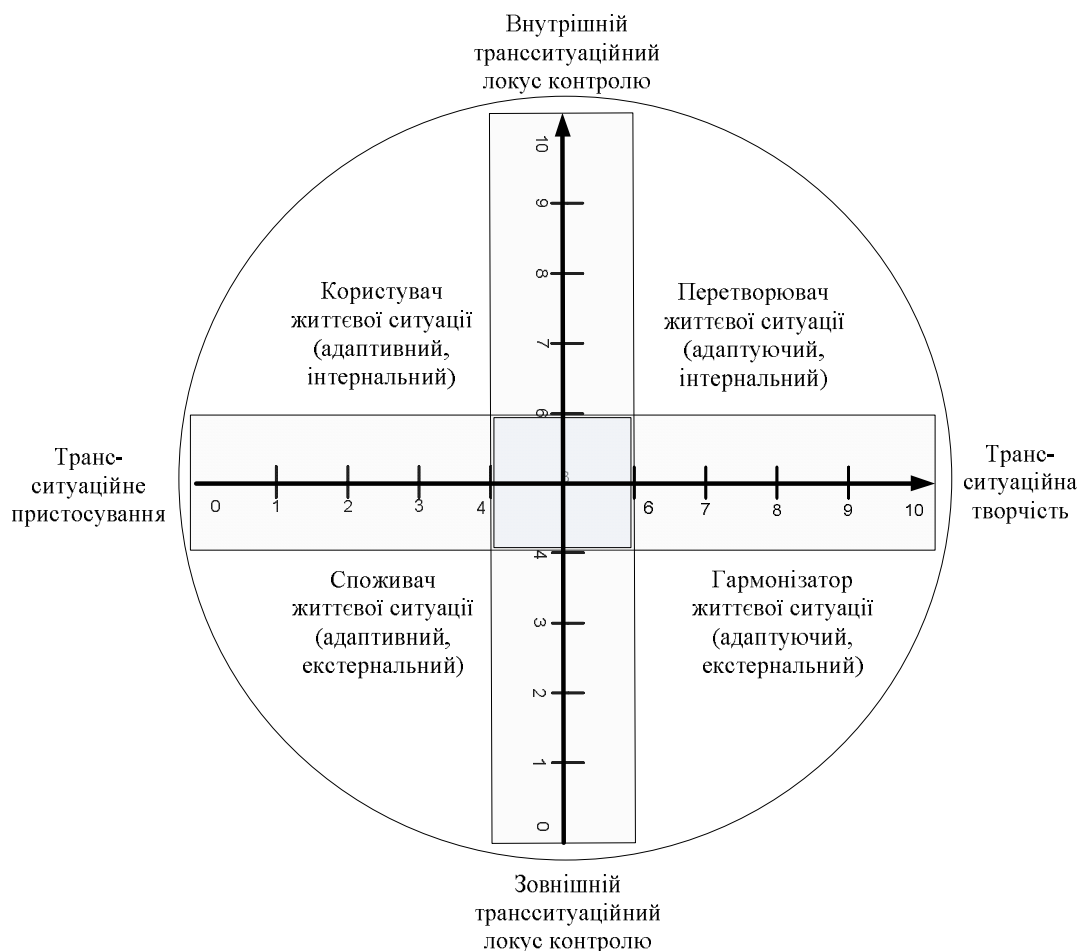 Внутрішній
трансситуаційний
локус контролю
10
9
8
7
6
Користувач
життєвої ситуації
(адаптивний,
інтернальний)
Перетворювач
життєвої ситуації
(адаптуючий,
інтернальний)
Транс-
ситуаційне
пристосування
0 1 2 3 4 6 7 8 9 10
Транс-
ситуаційна
творчість
4
3
2
1
0
Споживач
життєвої ситуації
(адаптивний,
екстернальний)
Гармонізатор
життєвої ситуації
(адаптуючий,
екстернальний)
Зовнішній
трансситуаційний
локус контролю